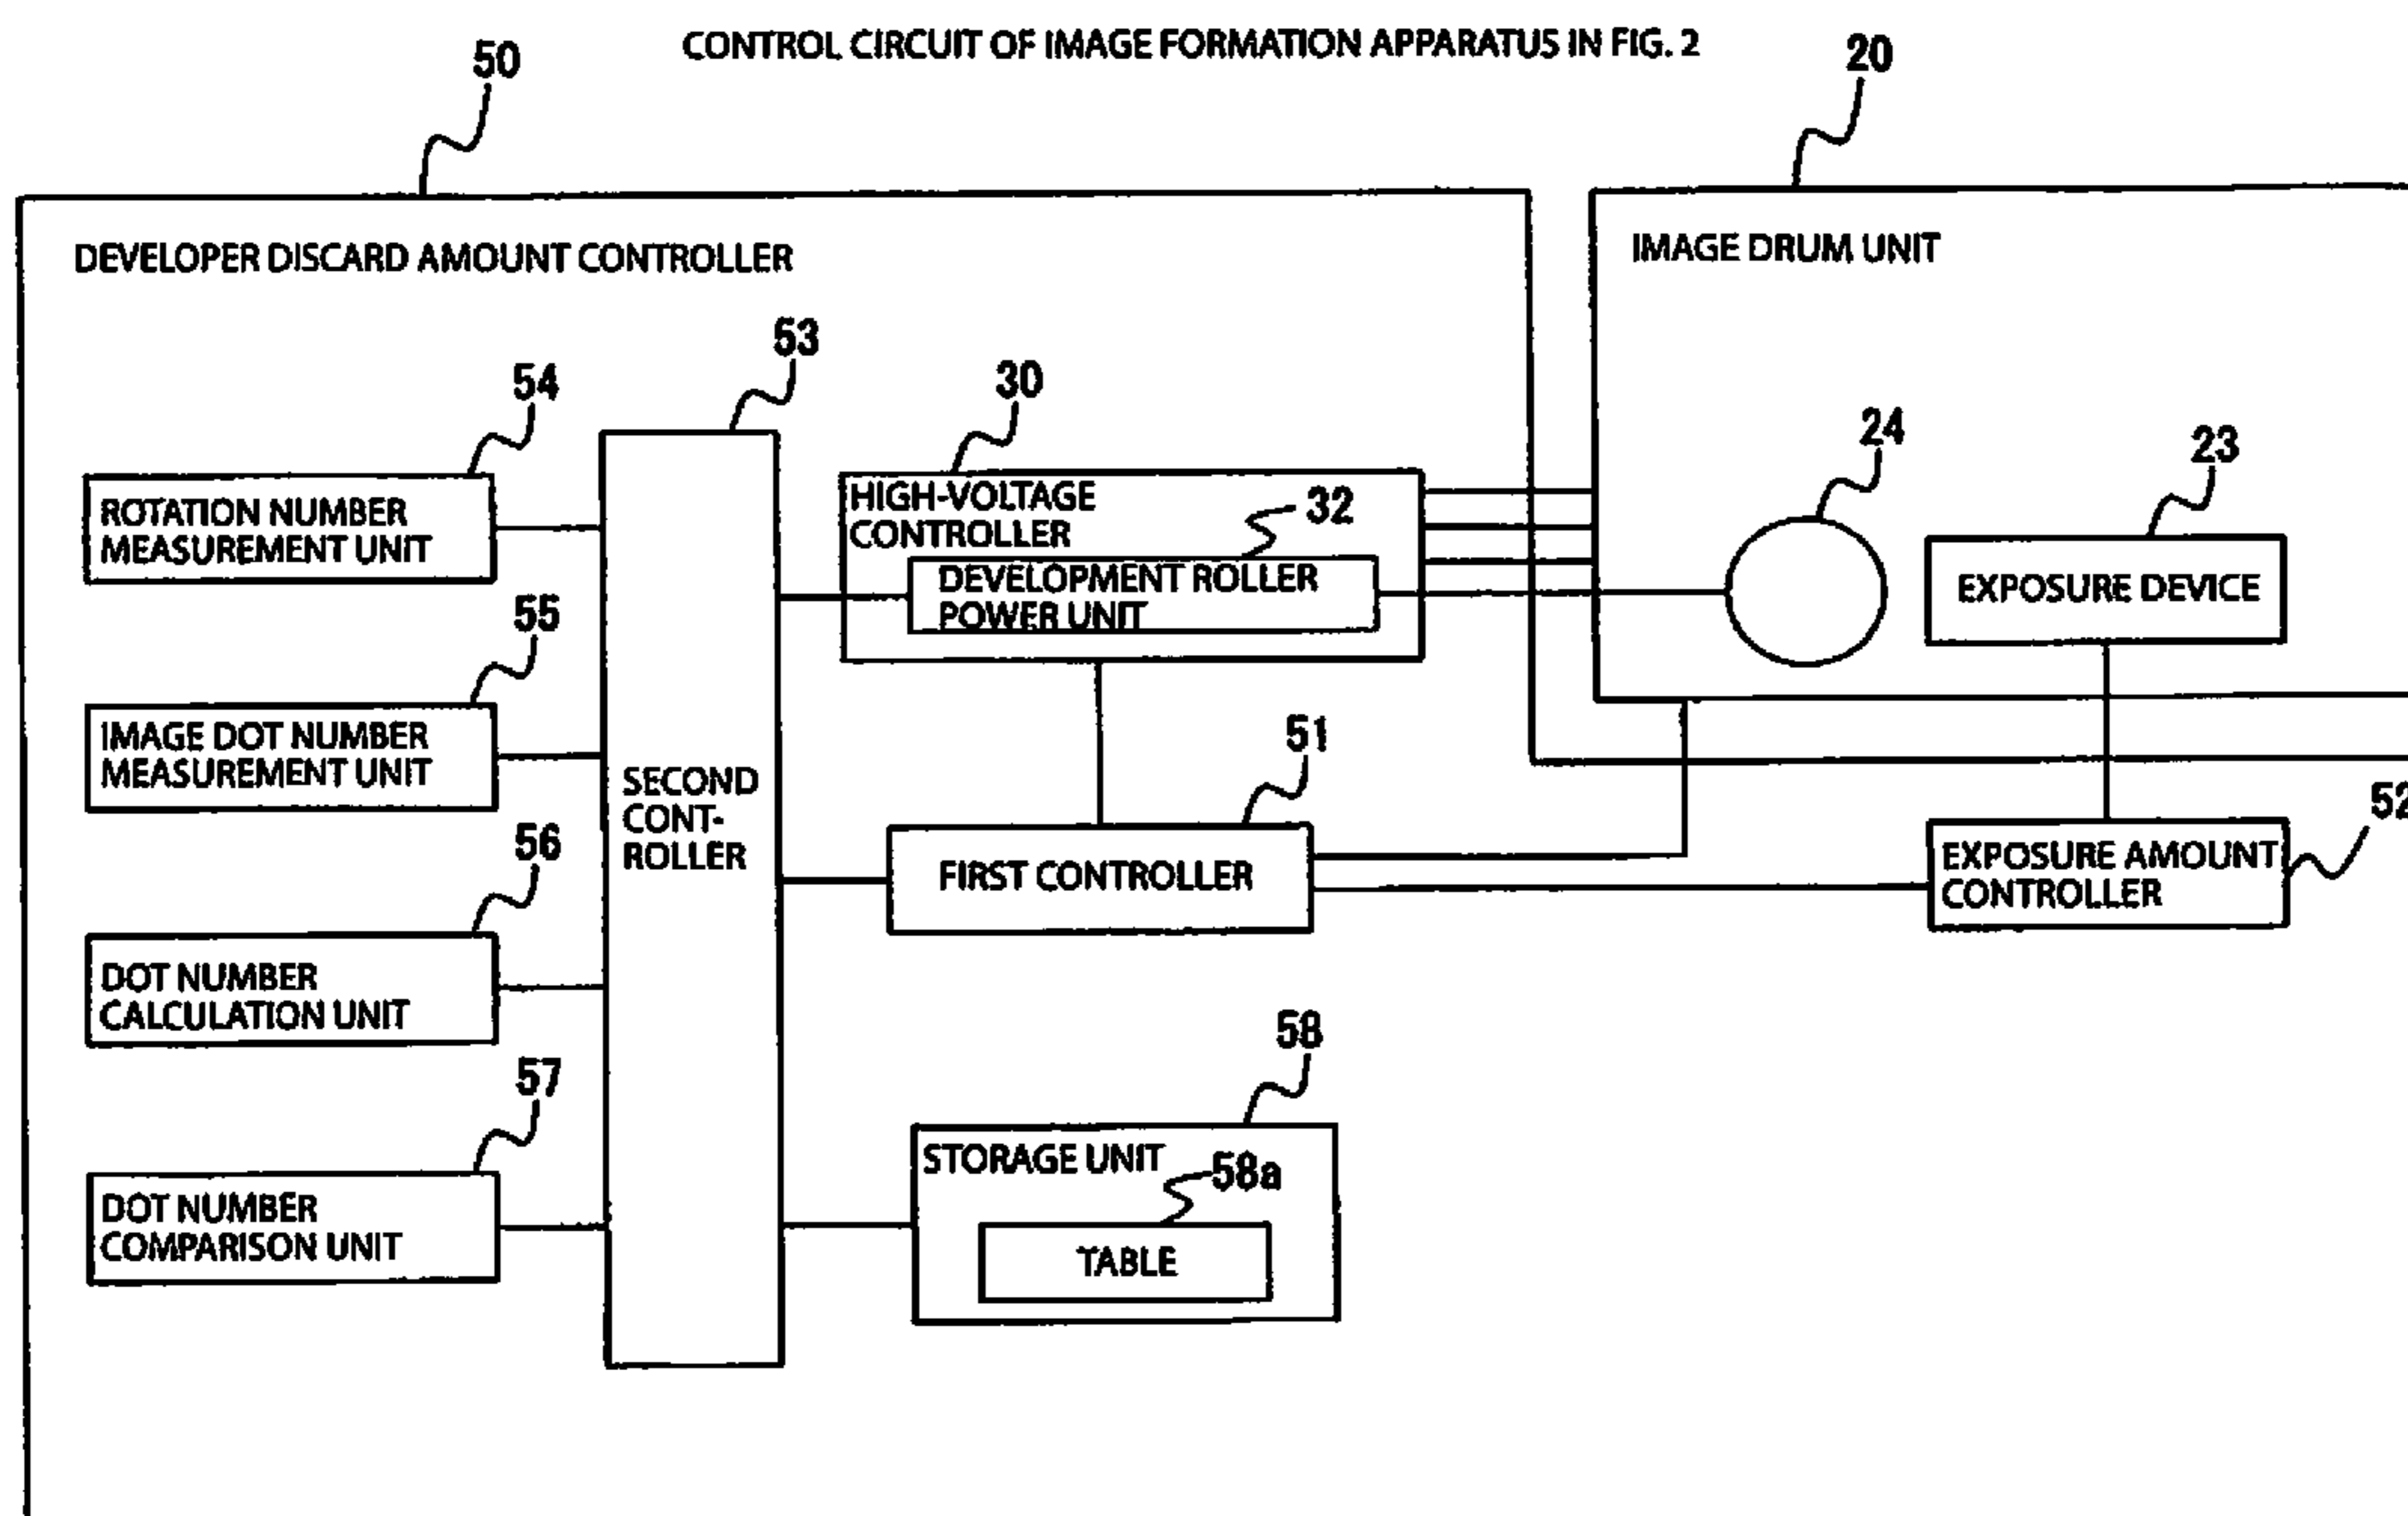 CONTROL CIRCUIT OF IMAGE FORMATION APPARATUS IN FIG. 2
50
20
DEVELOPER DISCARD AMOUNT CONTROLLER
IMAGE DRUM UNIT
53
54
30
24
23
ROTATION NUMBER
MEASUREMENT UNIT
HIGH-VOLTAGE
CONTROLLER
32
DEVELOPMENT ROLLER
POWER UNIT
EXPOSURE DEVICE
55
IMAGE DOT NUMBER
MEASUREMENT UNIT
SECOND
CONT-
ROLLER
51
52
FIRST CONTROLLER
EXPOSURE AMOUNT
CONTROLLER
56
DOT NUMBER
CALCULATION UNIT
58
57
STORAGE UNIT
58a
DOT NUMBER
COMPARISON UNIT
TABLE